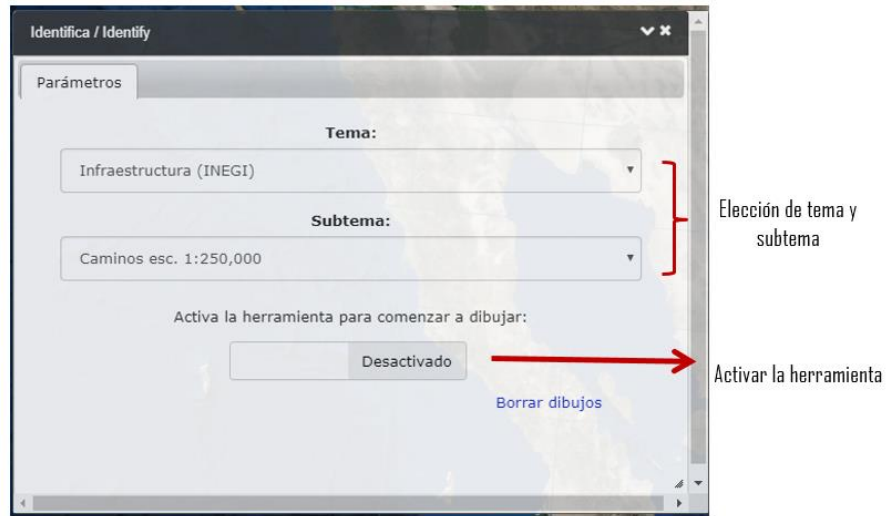 Identifica / Identify
Parámetros
Tema:
Infraestructura (INEGI)
Subtema:
Caminos esc. 1:250,000
Elección de tema y
subtema
Activa la herramienta para comenzar a dibujar:
Desactivado
Activar la herramienta
Borrar dibujos